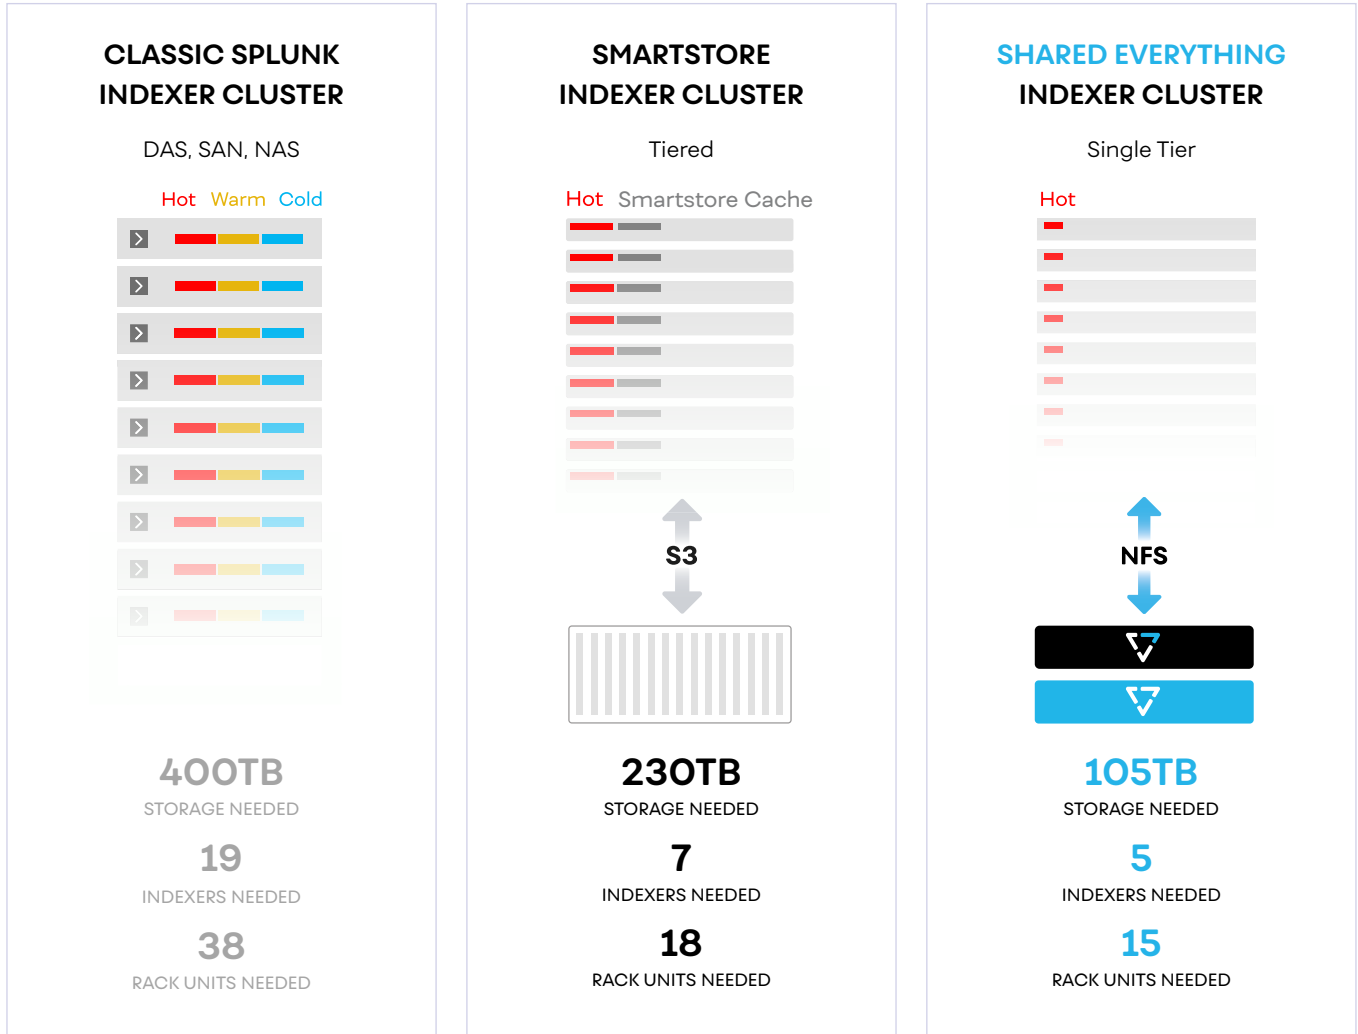 CLASSIC SPLUNK
INDEXER CLUSTER
DAS, SAN, NAS
Hot Warm Cold
400TB
STORAGE NEEDED
19
INDEXERS NEEDED
38
RACK UNITS NEEDED
SMARTSTORE
INDEXER CLUSTER
Tiered
Hot Smartstore Cache
S3
230TB
STORAGE NEEDED
7
INDEXERS NEEDED
18
RACK UNITS NEEDED
SHARED EVERYTHING
INDEXER CLUSTER
Single Tier
Hot
NFS
105TB
STORAGE NEEDED
5
INDEXERS NEEDED
15
RACK UNITS NEEDED